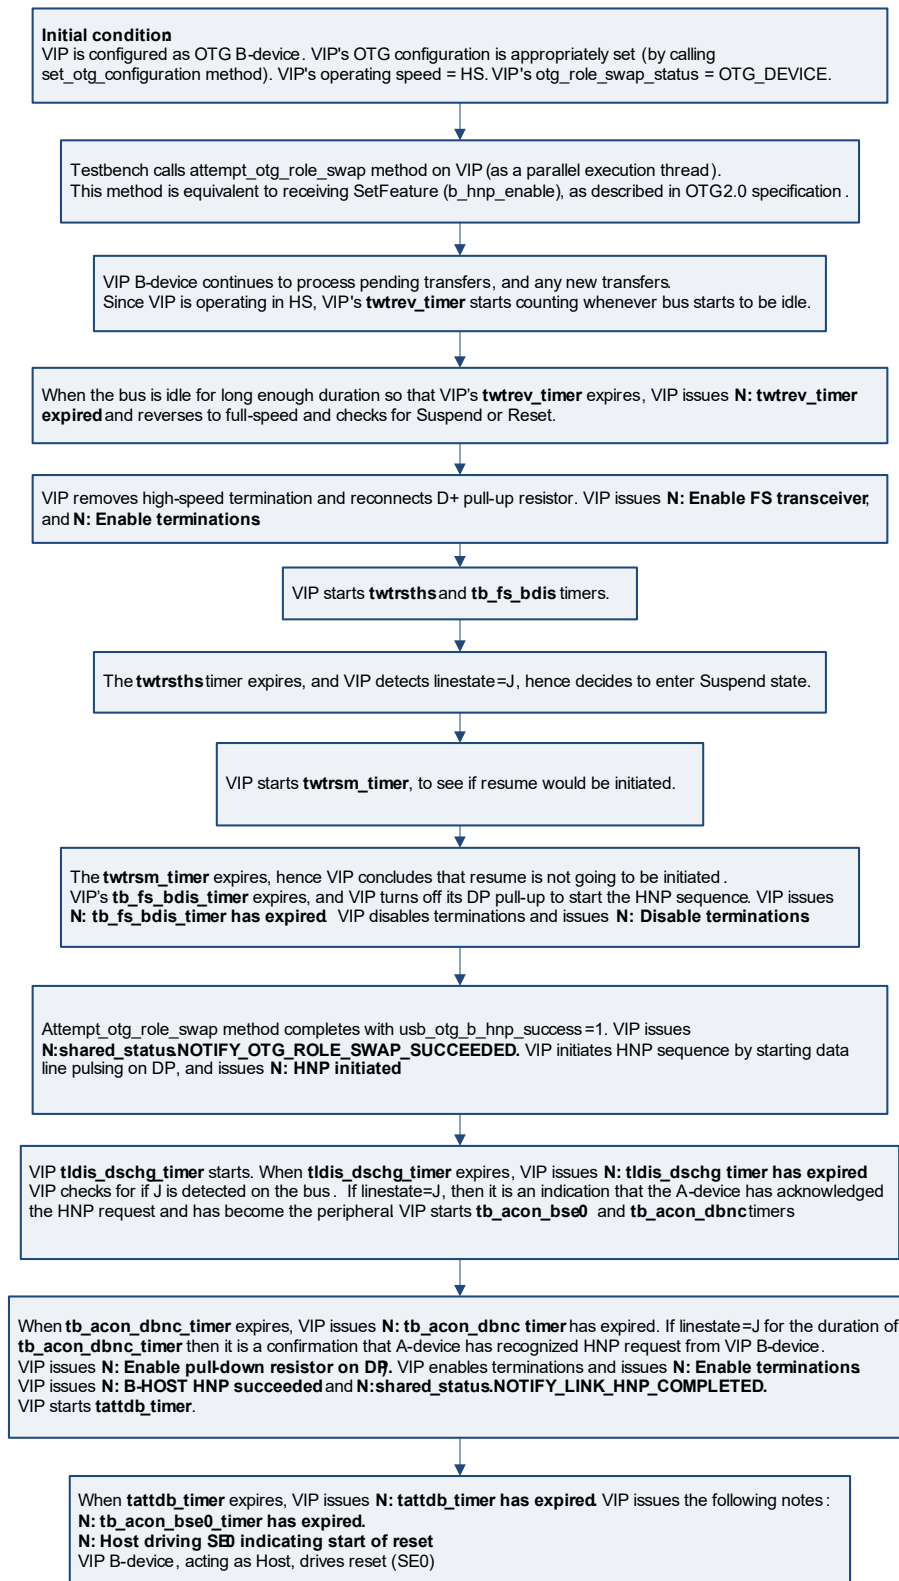 Initial condition:
VIP is configured as OTG B-device. VIP's OTG configuration is appropriately set (by calling
set_otg_configuration method). VIP's operating speed = HS. VIP's otg_role_swap_status = OTG_DEVICE.
Testbench calls attempt_otg_role_swap method on VIP (as a parallel execution thread).
This method is equivalent to receiving SetFeature (b_hnp_enable), as described in OTG2.0 specification.
VIP B-device continues to process pending transfers, and any new transfers.
Since VIP is operating in HS, VIP's twtrev_timer starts counting whenever bus starts to be idle.
When the bus is idle for long enough duration so that VIP's twtrev_timer expires, VIP issues N: twtrev_timer
expired and reverses to full-speed and checks for Suspend or Reset.
VIP removes high-speed termination and reconnects D+ pull-up resistor. VIP issues N: Enable FS transceiver,
and N: Enable terminations
VIP starts twtrsths and tb_fs_bdis timers.
The twtrsths timer expires, and VIP detects linestate=J, hence decides to enter Suspend state.
VIP starts twtrsm_timer, to see if resume would be initiated.
The twtrsm_timer expires, hence VIP concludes that resume is not going to be initiated.
VIP's tb_fs_bdis_timer expires, and VIP turns off its DP pull-up to start the HNP sequence. VIP issues
N: tb_fs_bdis_timer has expired. VIP disables terminations and issues N: Disable terminations
Attempt_otg_role_swap method completes with usb_otg_b_hnp_success=1. VIP issues
N:shared_status.NOTIFY_OTG_ROLE_SWAP_SUCCEEDED. VIP initiates HNP sequence by starting data
line pulsing on DP, and issues N: HNP initiated
VIP tldis_dschg_timer starts. When tldis_dschg_timer expires, VIP issues N: tldis_dschg timer has expired
VIP checks for if J is detected on the bus. If linestate=J, then it is an indication that the A-device has acknowledged
the HNP request and has become the peripheral. VIP starts tb_acon_bse0 and tb_acon_dbnc timers
When tb_acon_dbnc_timer expires, VIP issues N: tb_acon_dbnc timer has expired. If linestate=J for the duration of
tb_acon_dbnc_timer then it is a confirmation that A-device has recognized HNP request from VIP B-device.
VIP issues N: Enable pull-down resistor on DP). VIP enables terminations and issues N: Enable terminations
VIP issues N: B-HOST HNP succeeded and N:shared_status.NOTIFY_LINK_HNP_COMPLETED.
VIP starts tattdb_timer.
When tattdb_timer expires, VIP issues N: tattdb_timer has expired. VIP issues the following notes:
N: tb_acon_bse0_timer has expired.
N: Host driving SE0 indicating start of reset
VIP B-device, acting as Host, drives reset (SE0)